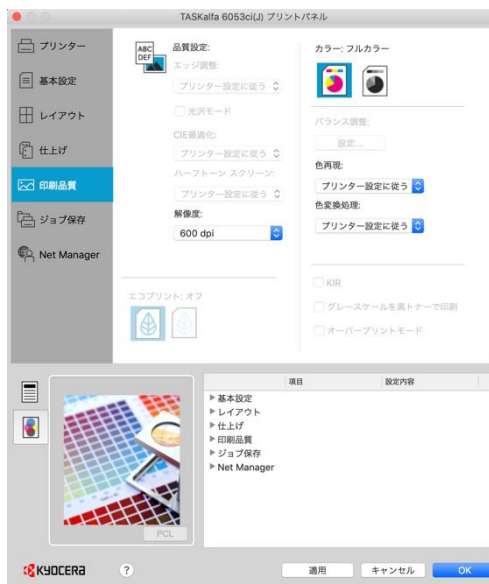 TASKalfa 6053ci(J) プリントパネル
プリンター
基本設定
レイアウト
仕上げ
印刷品質
ジョブ保存
Net Manager
ABC
DEF
品質設定:
エッジ調整:
プリンター設定に従う
光沢モード
CIE最適化:
プリンター設定に従う
ハーフトーン スクリーン:
プリンター設定に従う
解像度:
600 dpi
エコプリント: オフ
カラー: フルカラー
バランス調整:
設定...
色再現:
プリンター設定に従う
色変換処理:
プリンター設定に従う
KIR
グレースケールを黒トナーで印刷
オーバープリントモード
PCL
項目 設定内容
基本設定
レイアウト
仕上げ
印刷品質
ジョブ保存
Net Manager
KYOCERA
?
適用
キャンセル
OK